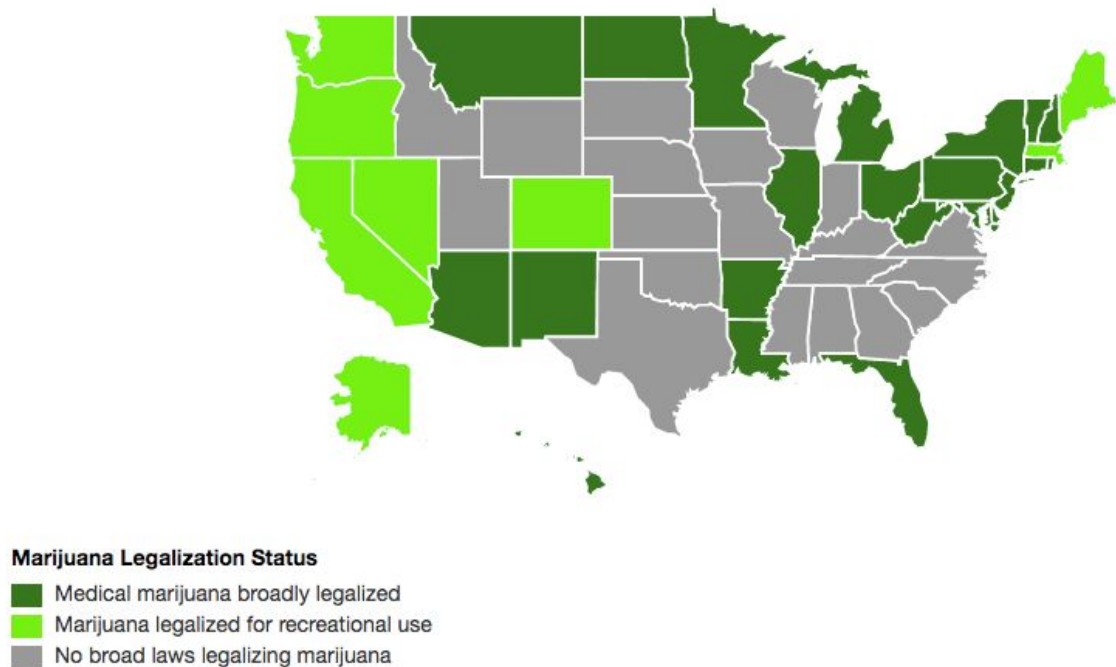 Marijuana Legalization Status
Medical marijuana broadly legalized
Marijuana legalized for recreational use
No broad laws legalizing marijuana